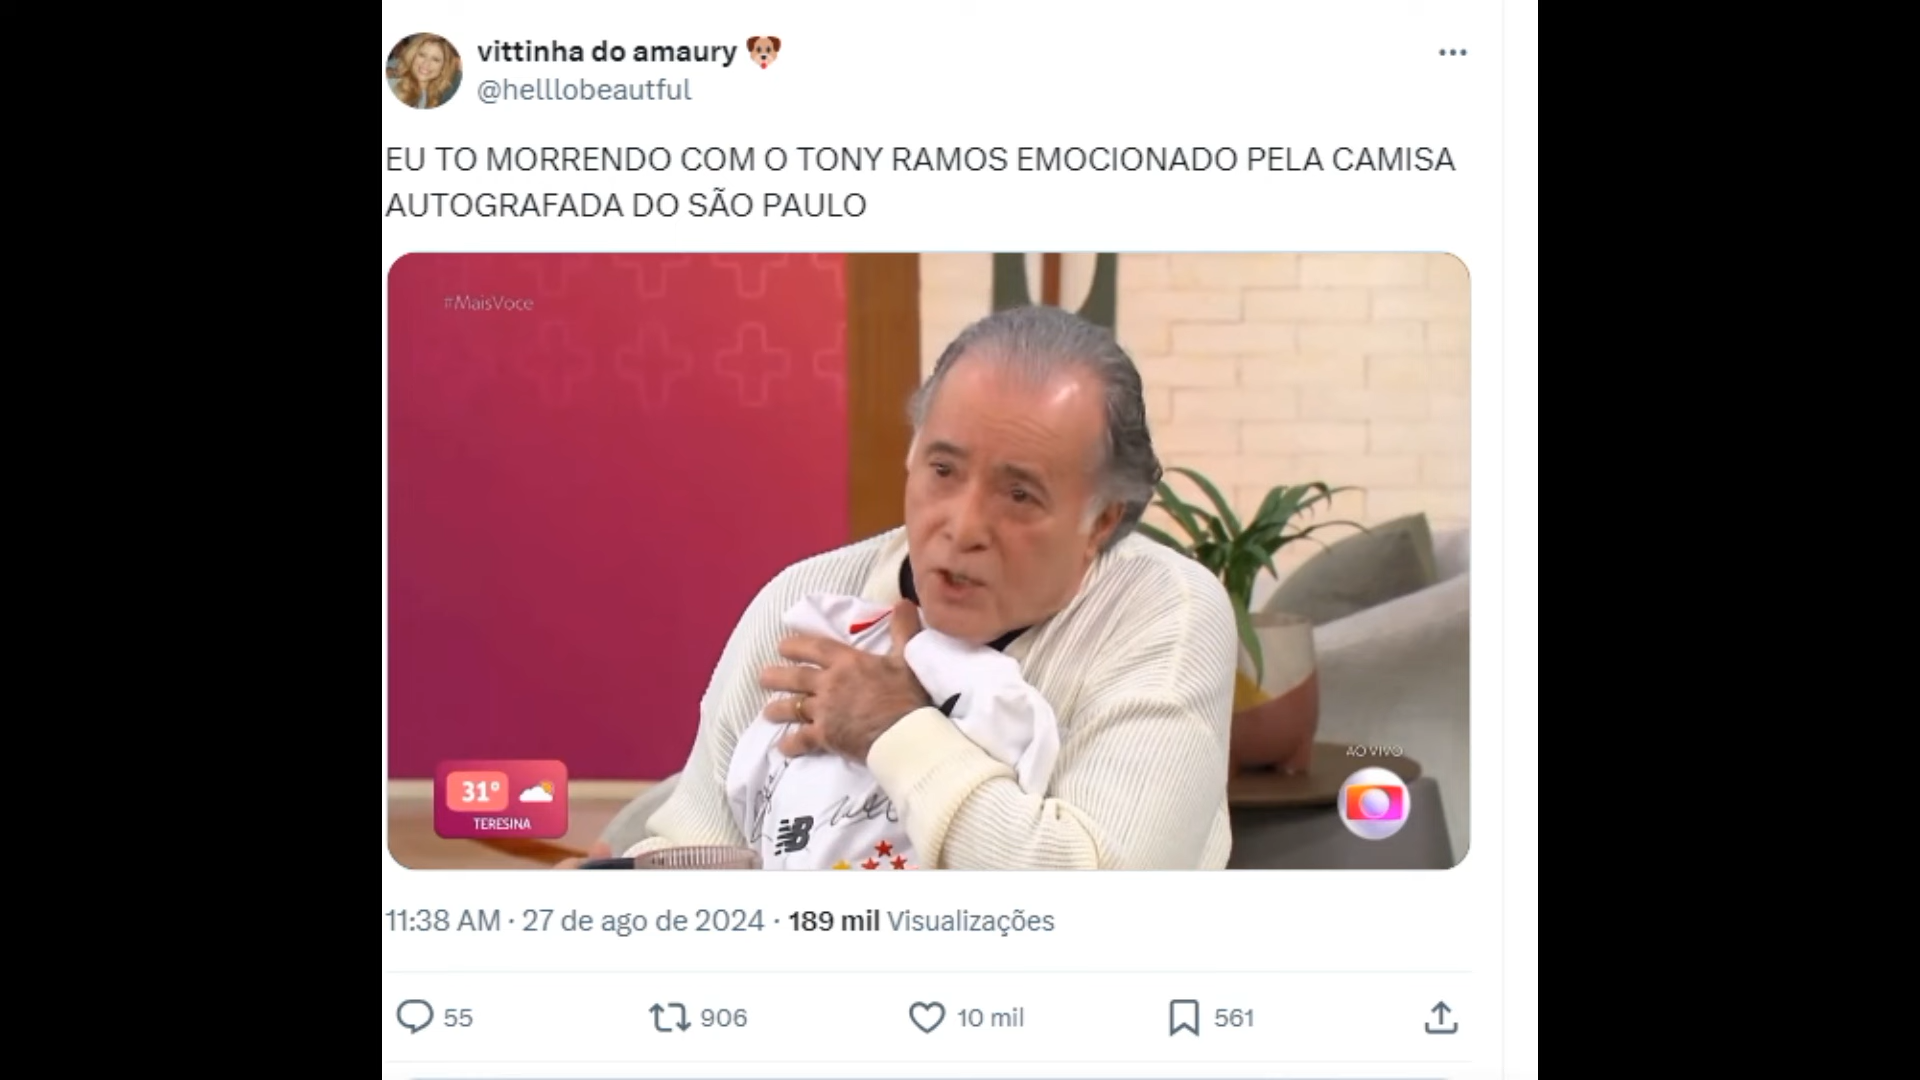 vittinha do amaury
@helllobeautful
EU TO MORRENDO COM O TONY RAMOS EMOCIONADO PELA CAMISA
AUTOGRAFADA DO SÃO PAULO
#MaisVoce
31°
TERESINA
AO VIVO
NB
11:38 AM · 27 de ago de 2024 · 189 mil Visualizações
55 906 10 mil 561